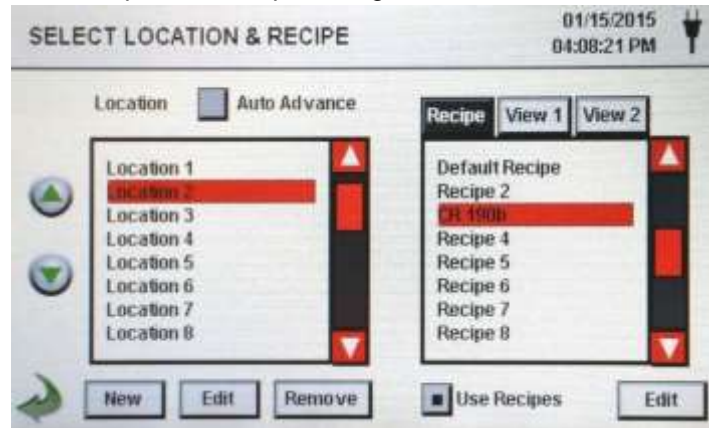 SELECT LOCATION & RECIPE
01/15/2015
04:08:21 PM
Location
Auto Advance
Location 1
Location 2
Location 3
Location 4
Location 5
Location 6
Location 7
Location 8
New
Edit
Remove
Recipe
View 1
View 2
Default Recipe
Recipe 2
CR 190b
Recipe 4
Recipe 5
Recipe 6
Recipe 7
Recipe 8
Use Recipes
Edit